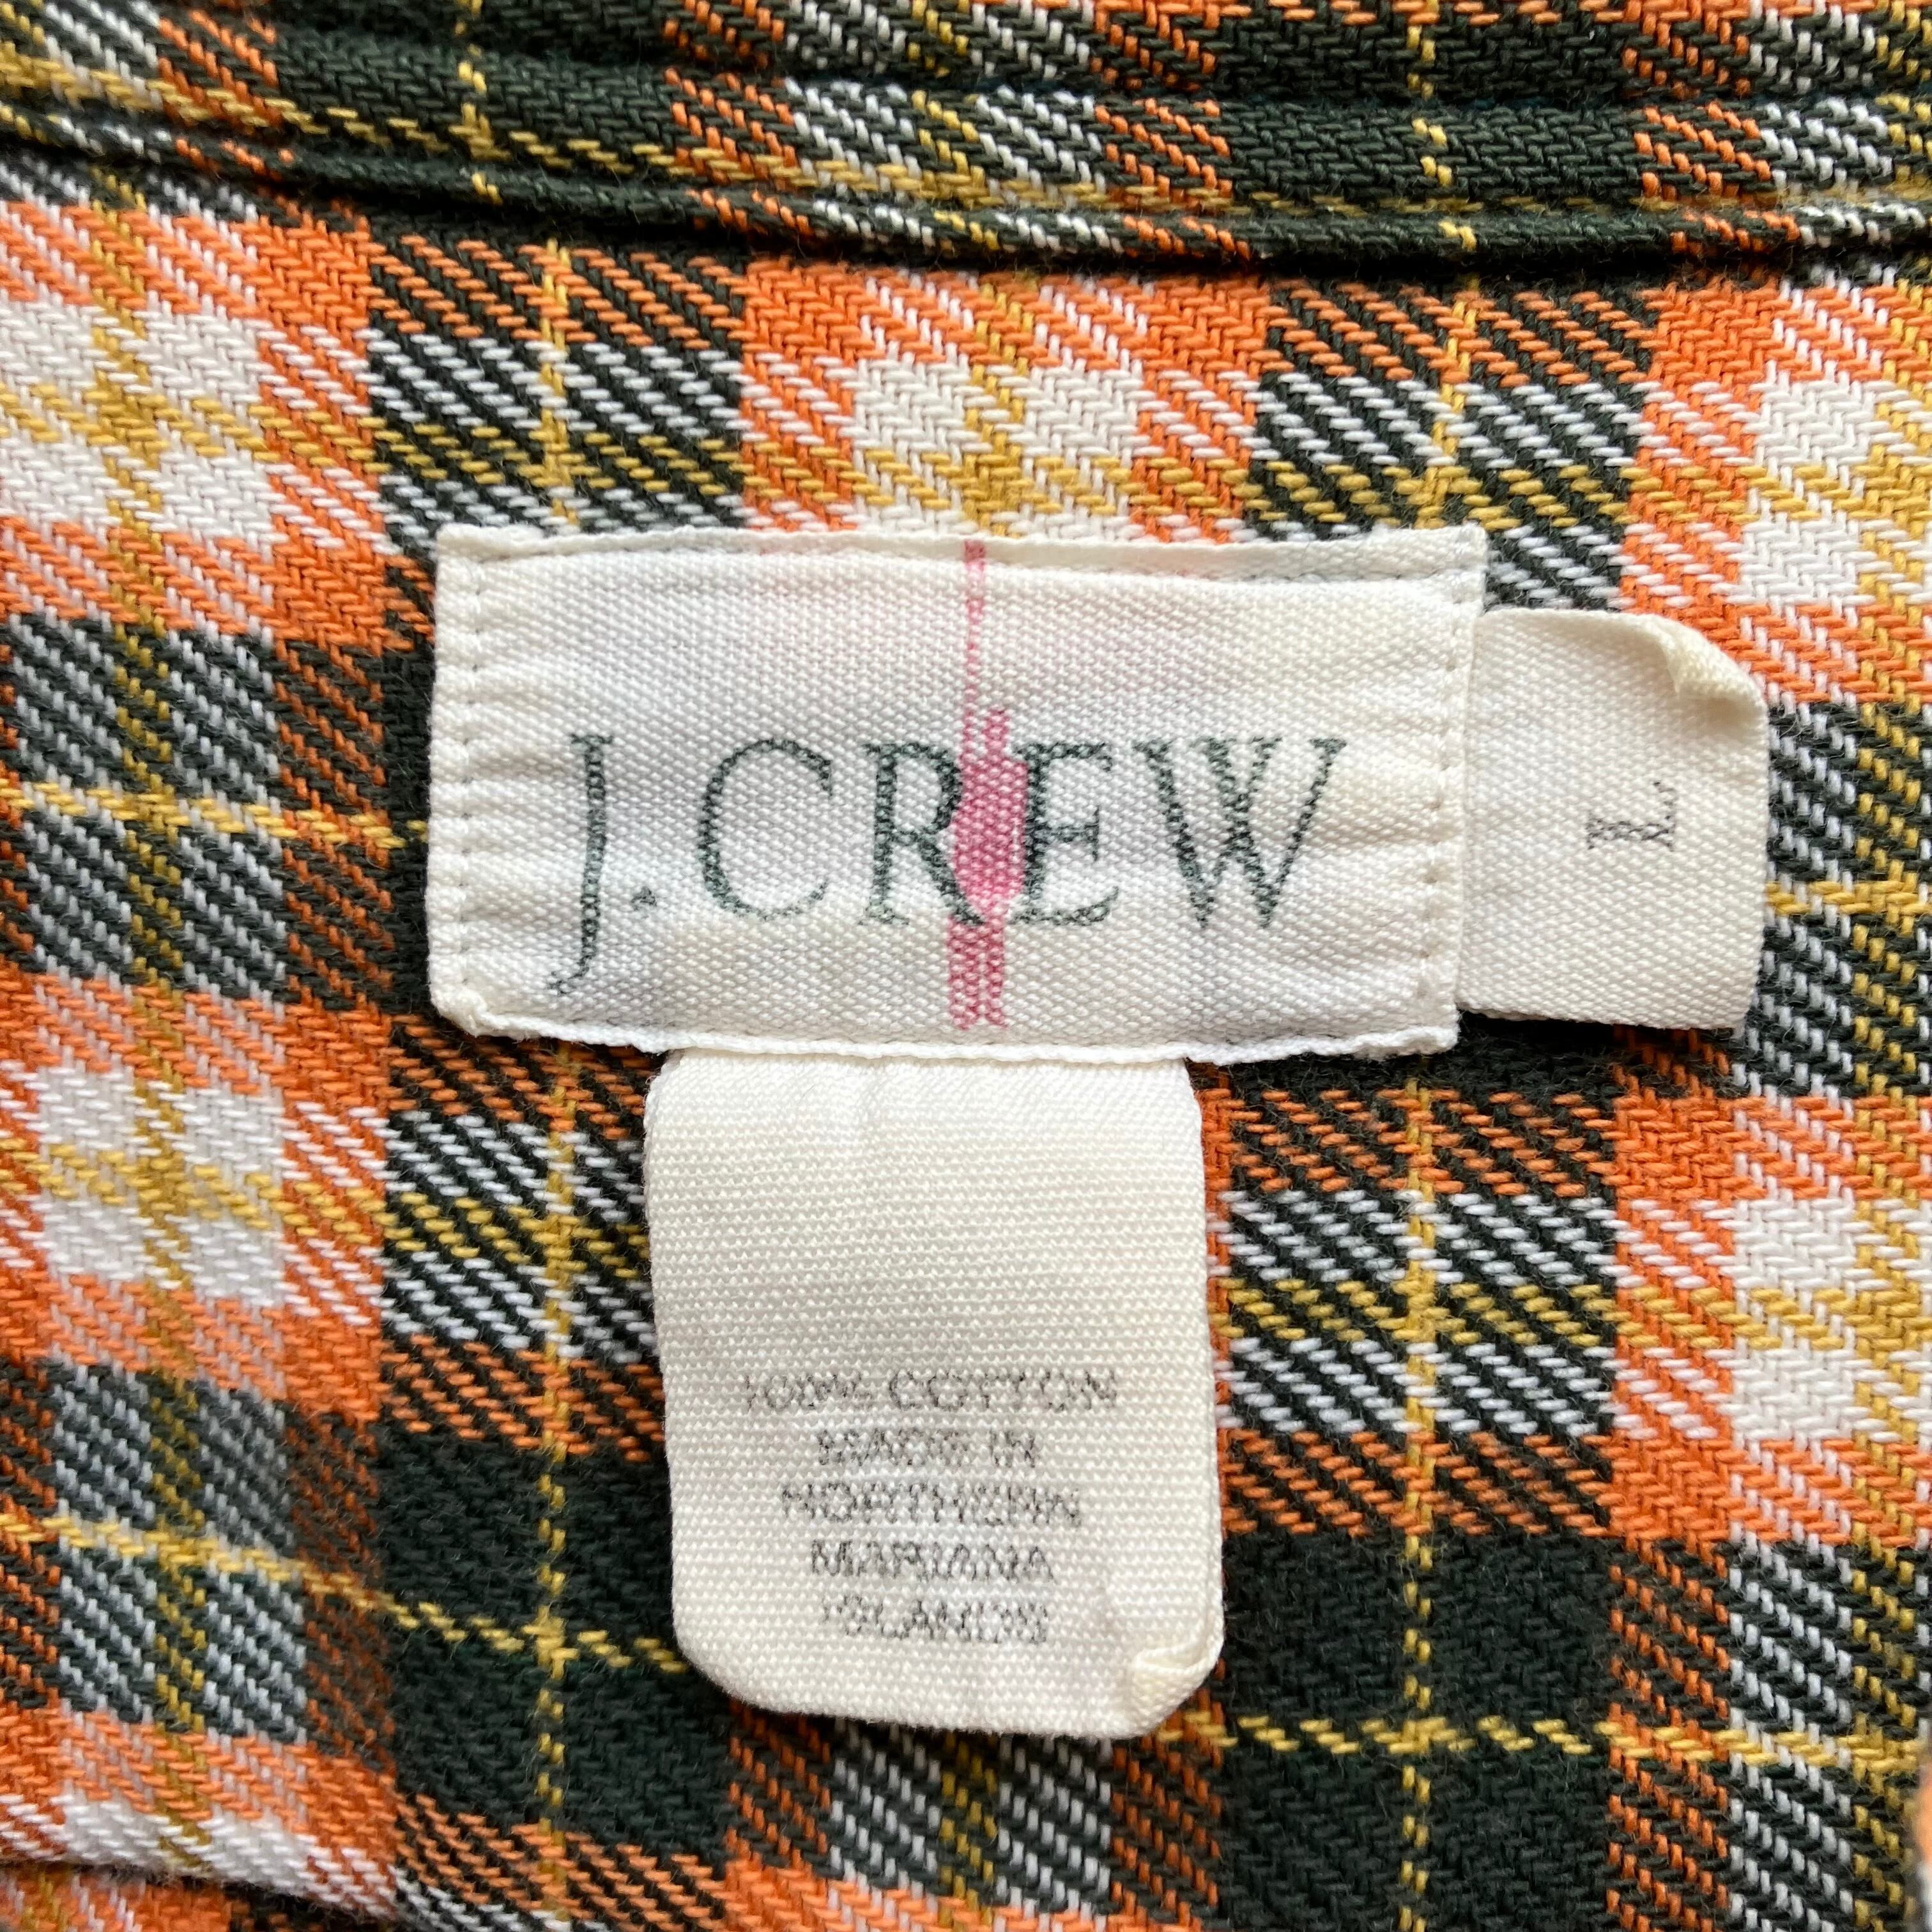 J.CREW
L
100% COTTON
MADE IN
NORTHERN
MARIANA
ISLANDS